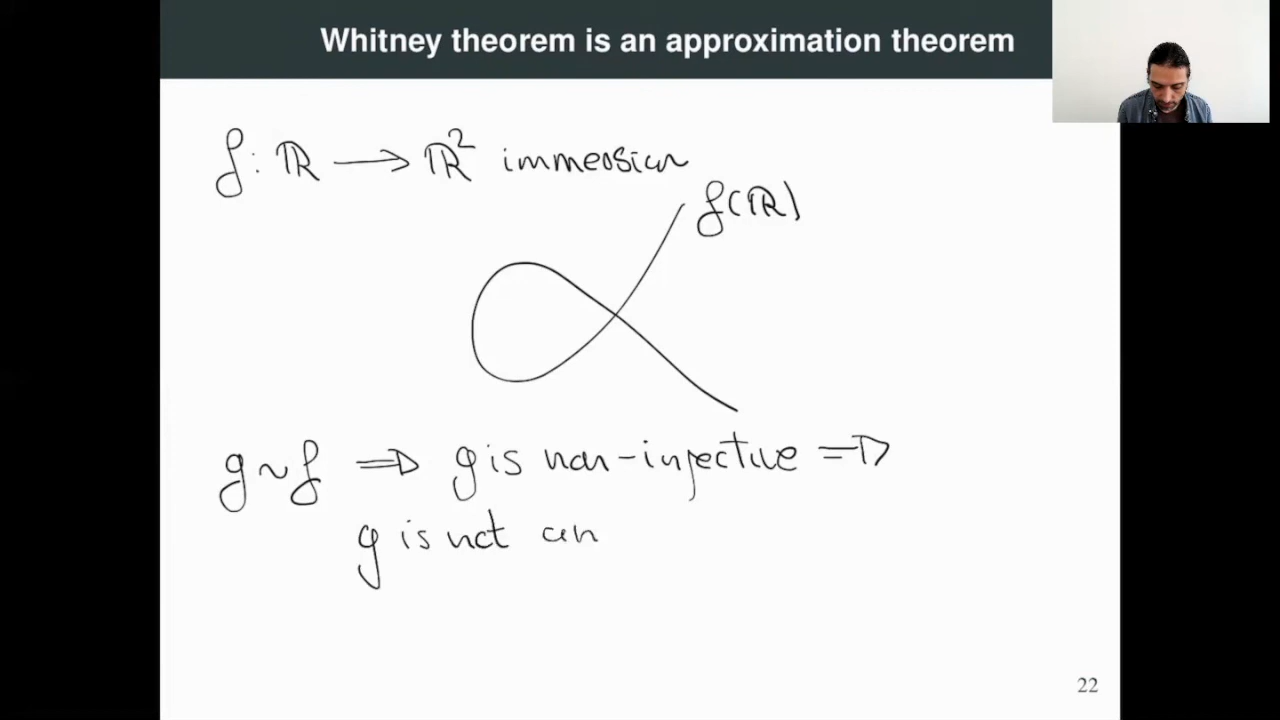 Whitney theorem is an approximation theorem
f: ℝ → ℝ² immersion
f(ℝ)
g ~ f ⇒ g is non-injective ⇒
g is not an
22